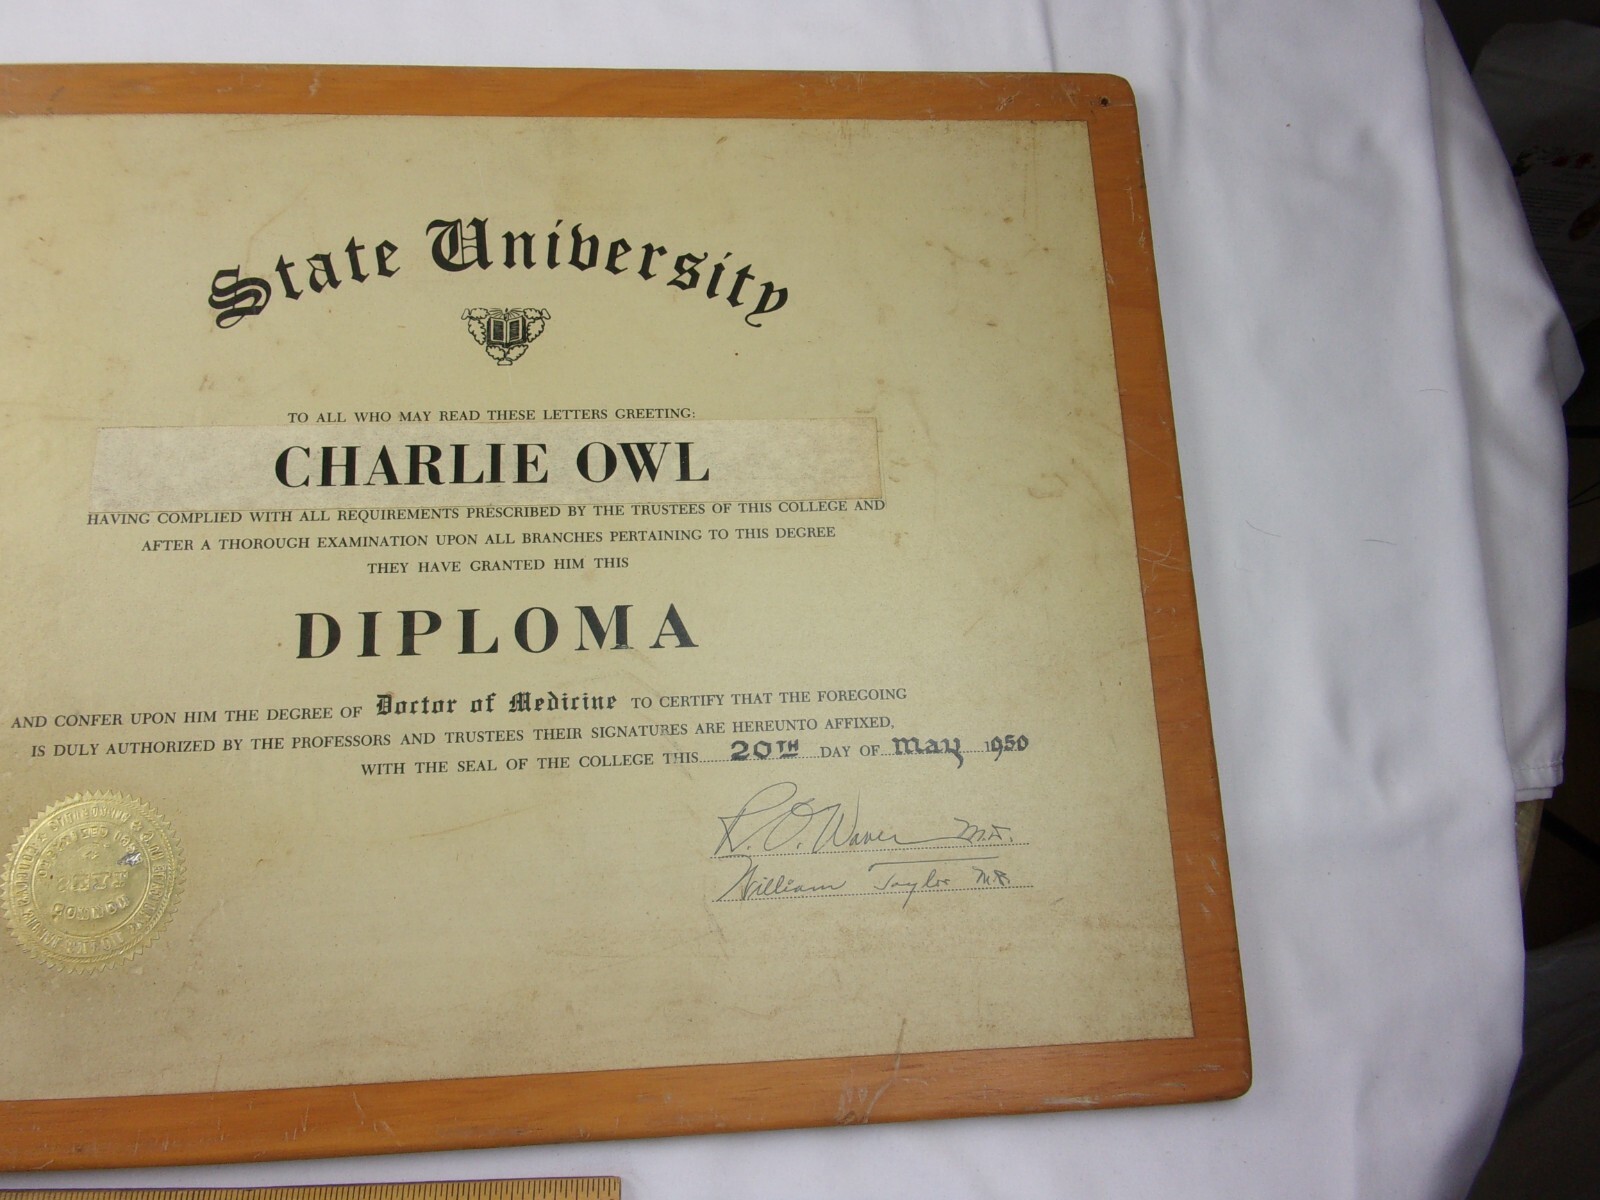 State University
TO ALL WHO MAY READ THESE LETTERS GREETING:
CHARLIE OWL
HAVING COMPLIED WITH ALL REQUIREMENTS PRESCRIBED BY THE TRUSTEES OF THIS COLLEGE AND
AFTER A THOROUGH EXAMINATION UPON ALL BRANCHES PERTAINING TO THIS DEGREE
THEY HAVE GRANTED HIM THIS
DIPLOMA
AND CONFER UPON HIM THE DEGREE OF Doctor of Medicine TO CERTIFY THAT THE FOREGOING
IS DULY AUTHORIZED BY THE PROFESSORS AND TRUSTEES THEIR SIGNATURES ARE HEREUNTO AFFIXED,
WITH THE SEAL OF THE COLLEGE THIS 20TH DAY OF May 1950
R. O. Waver M.D.
William Taylor M.D.